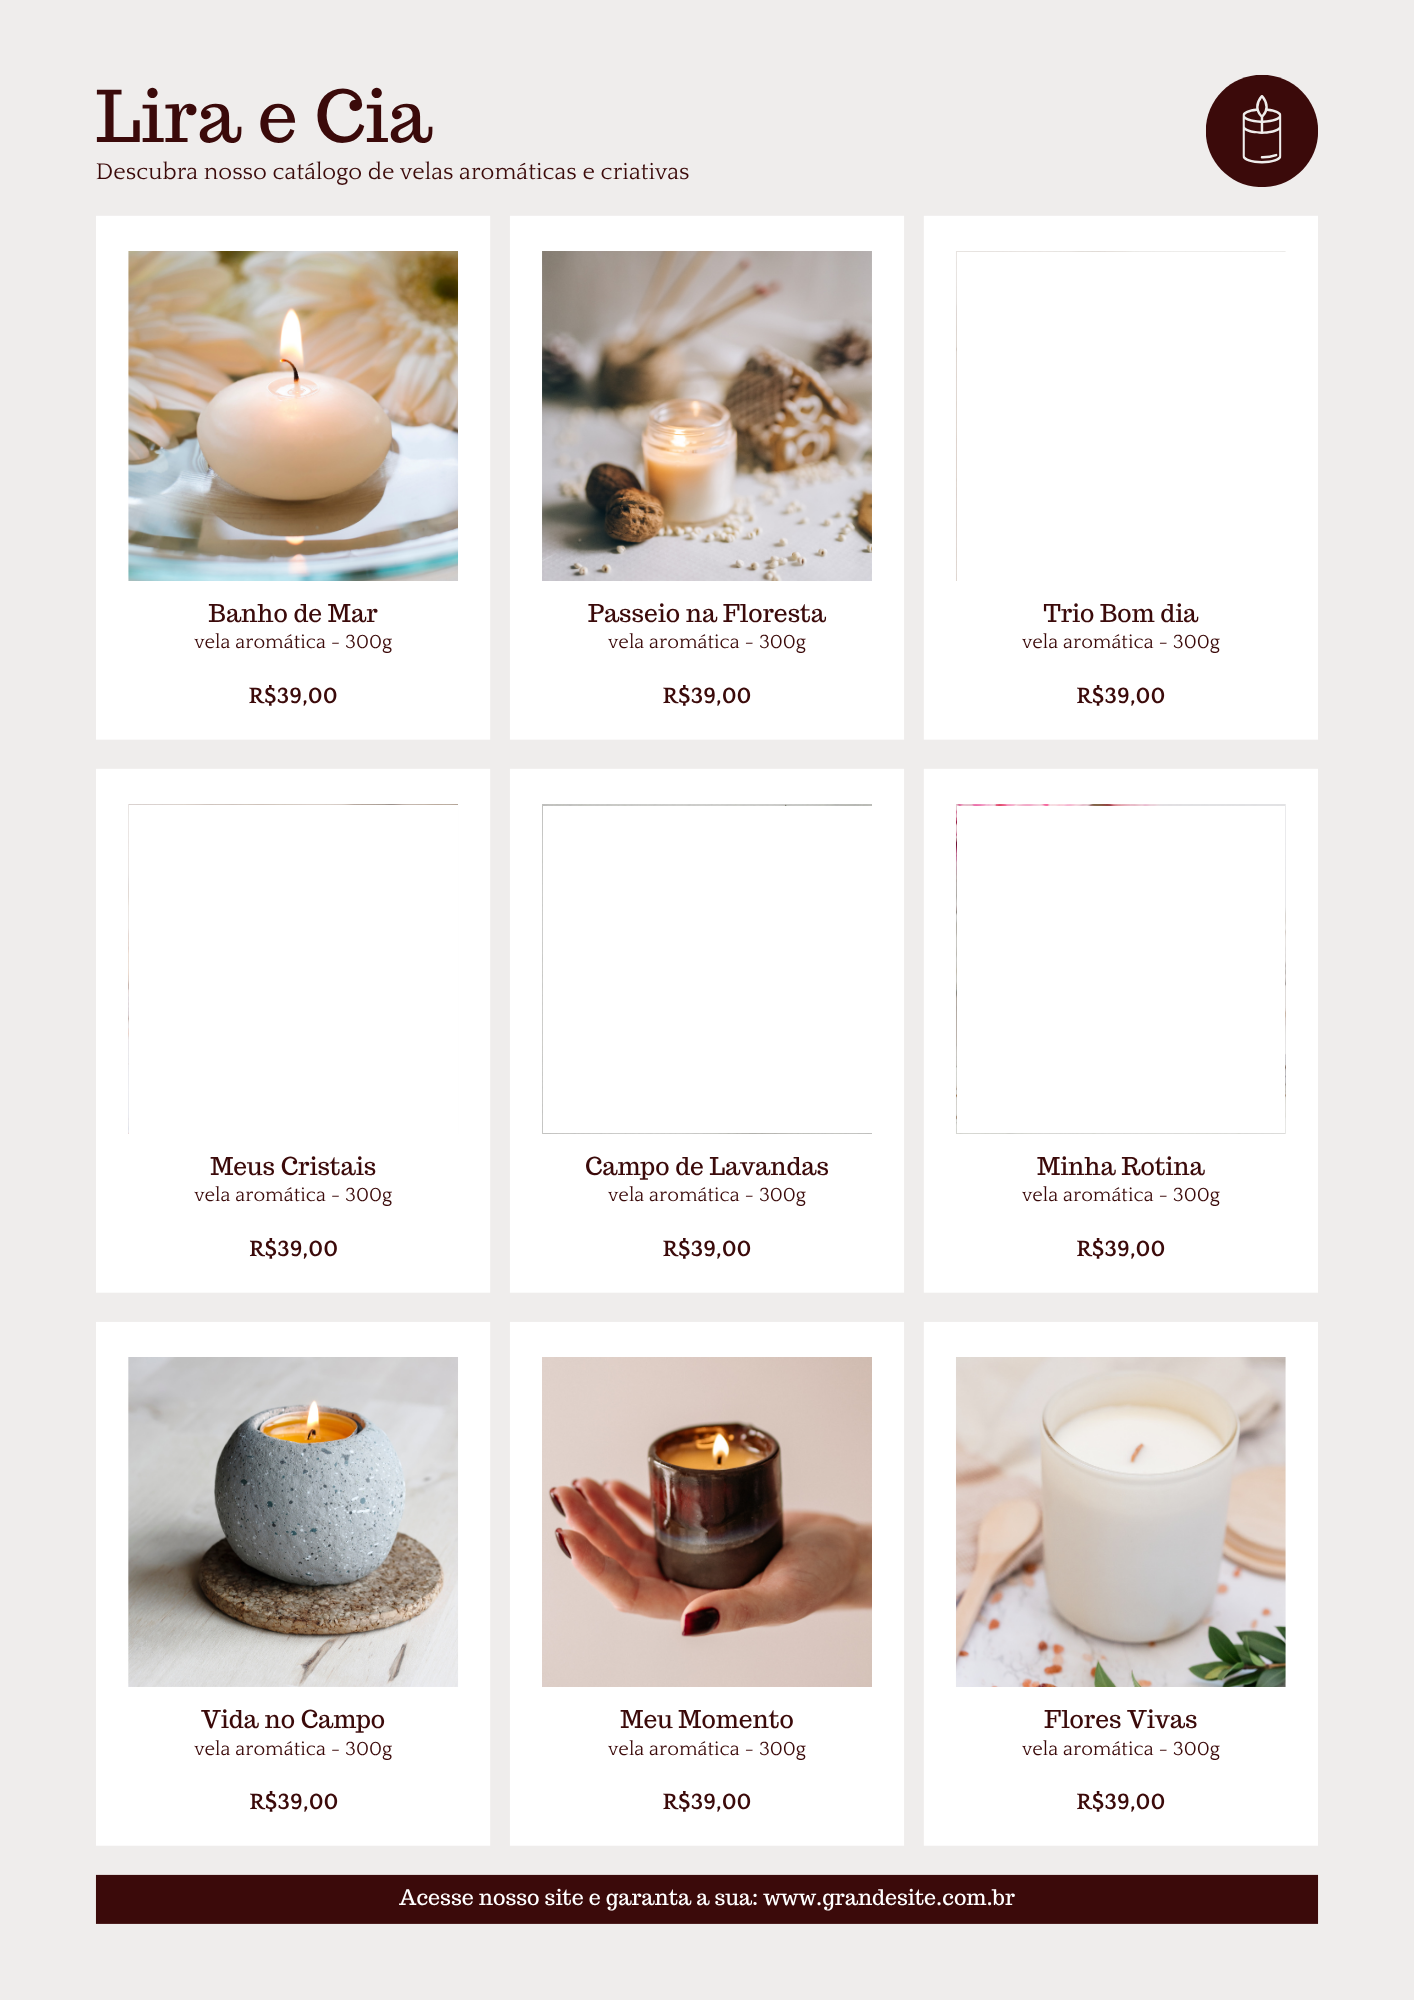 Lira e Cia
Descubra nosso catálogo de velas aromáticas e criativas
Banho de Mar
vela aromática - 300g
R$39,00
Passeio na Floresta
vela aromática - 300g
R$39,00
Trio Bom dia
vela aromática - 300g
R$39,00
Meus Cristais
vela aromática - 300g
R$39,00
Campo de Lavandas
vela aromática - 300g
R$39,00
Minha Rotina
vela aromática - 300g
R$39,00
Vida no Campo
vela aromática - 300g
R$39,00
Meu Momento
vela aromática - 300g
R$39,00
Flores Vivas
vela aromática - 300g
R$39,00
Acesse nosso site e garanta a sua: www.grandesite.com.br